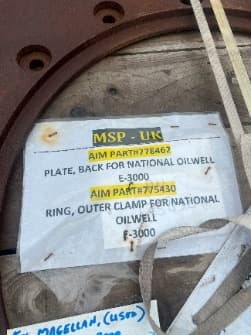 MSP - UK
AIM PART#778467
PLATE, BACK FOR NATIONAL OILWELL
E-3000
AIM PART#775430
RING, OUTER CLAMP FOR NATIONAL
OILWELL
E-3000
MAGELLAN, (USED)